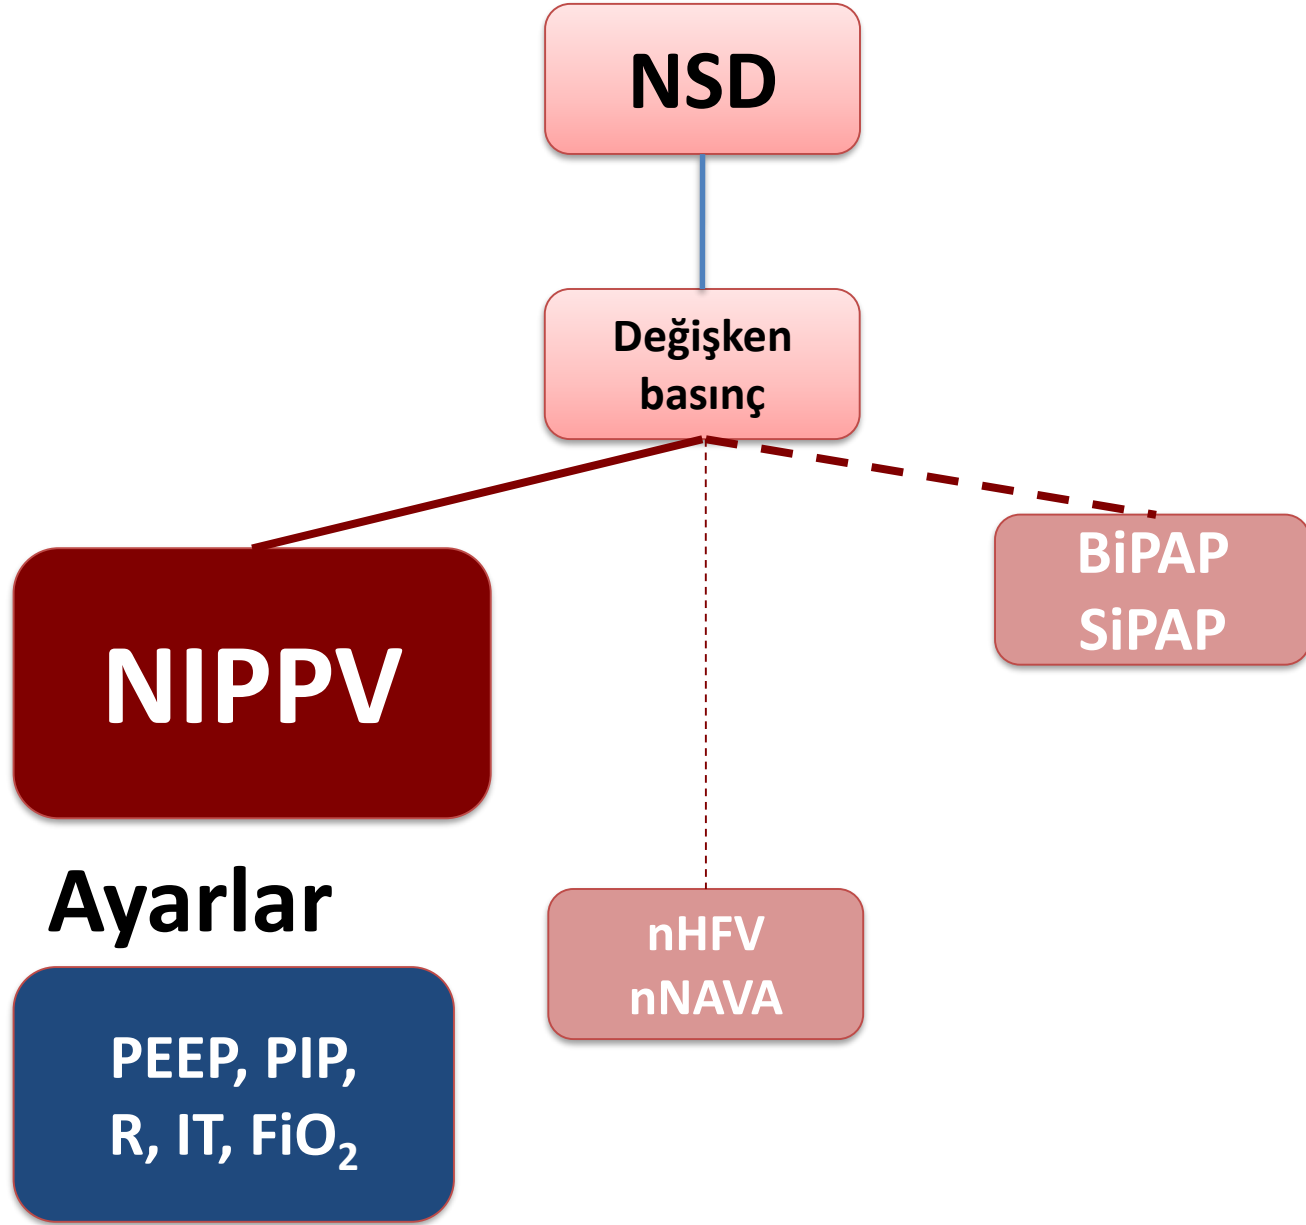 NSD
Değişken
basınç
BiPAP
SiPAP
NIPPV
Ayarlar
nHFV
nNAVA
PEEP, PIP,
R, IT, FiO₂